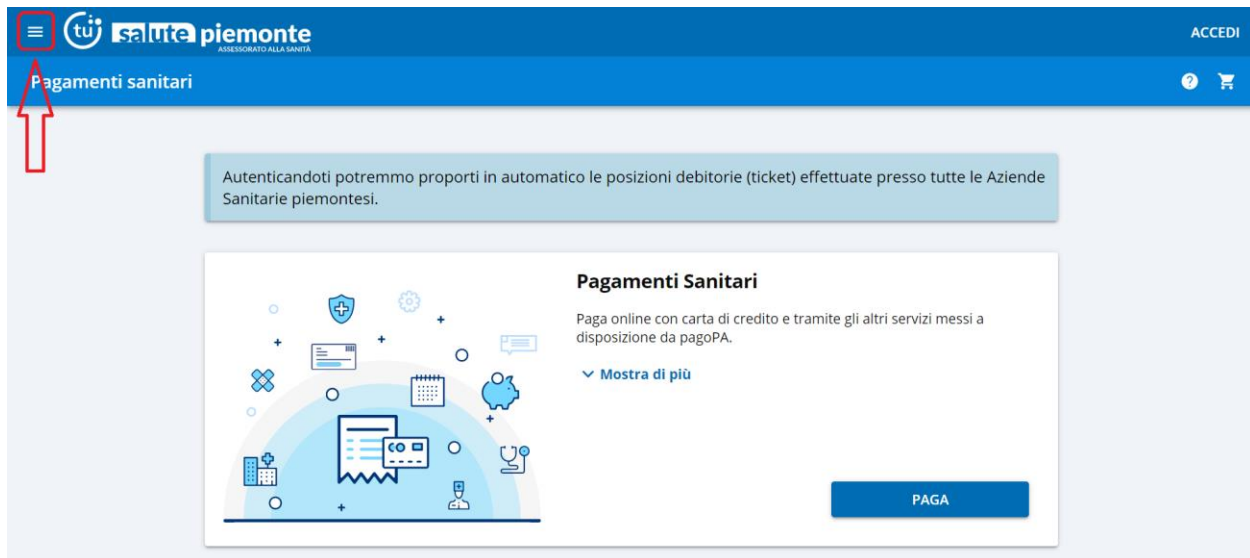 tu salute piemonte
ASSESSORATO ALLA SANITÀ
ACCEDI
Pagamenti sanitari
Autenticandoti potremmo proporti in automatico le posizioni debitorie (ticket) effettuate presso tutte le Aziende
Sanitarie piemontesi.
Pagamenti Sanitari
Paga online con carta di credito e tramite gli altri servizi messi a
disposizione da pagoPA.
Mostra di più
PAGA